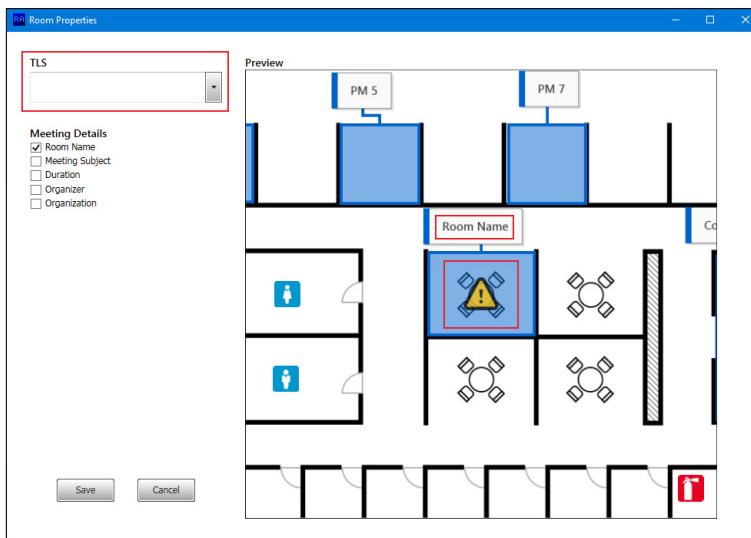 RA Room Properties
TLS
Preview
PM 5
PM 7
Meeting Details
Room Name
Meeting Subject
Duration
Organizer
Organization
Room Name
Co
Save
Cancel